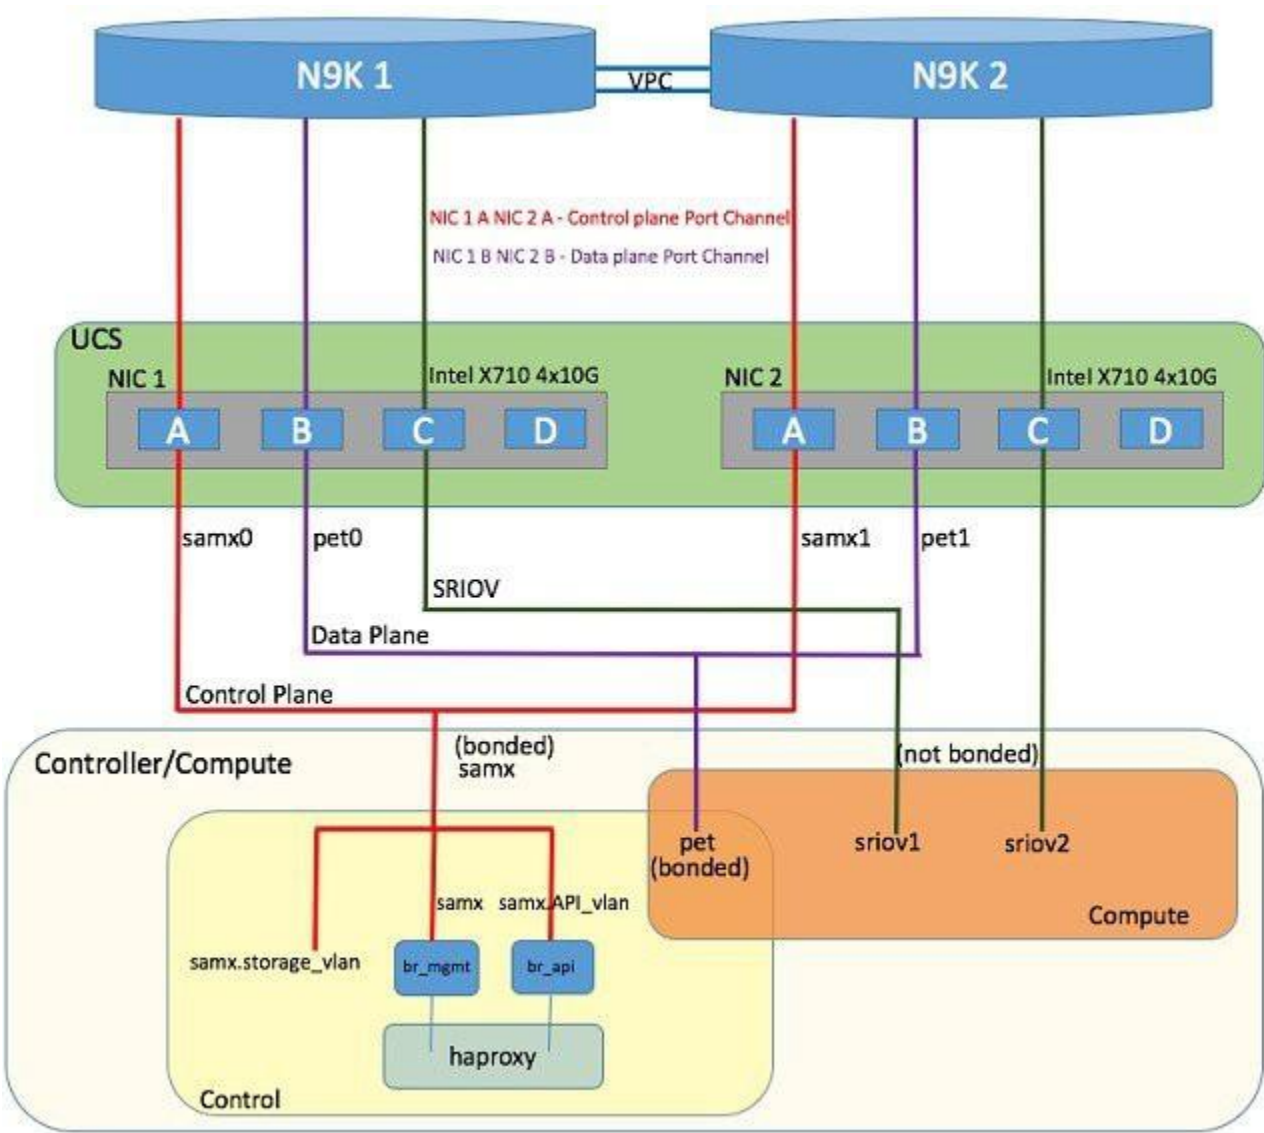 N9K 1
VPC
N9K 2
NIC 1 A NIC 2 A - Control plane Port Channel
NIC 1 B NIC 2 B - Data plane Port Channel
UCS
NIC 1
Intel X710 4x10G
NIC 2
Intel X710 4x10G
A
B
C
D
A
B
C
D
samx0
pet0
samx1
pet1
SRIOV
Data Plane
Control Plane
Controller/Compute
(bonded)
samx
(not bonded)
pet
(bonded)
sriov1
sriov2
Compute
samx
samx.API_vlan
samx.storage_vlan
br_mgmt
br_api
haproxy
Control